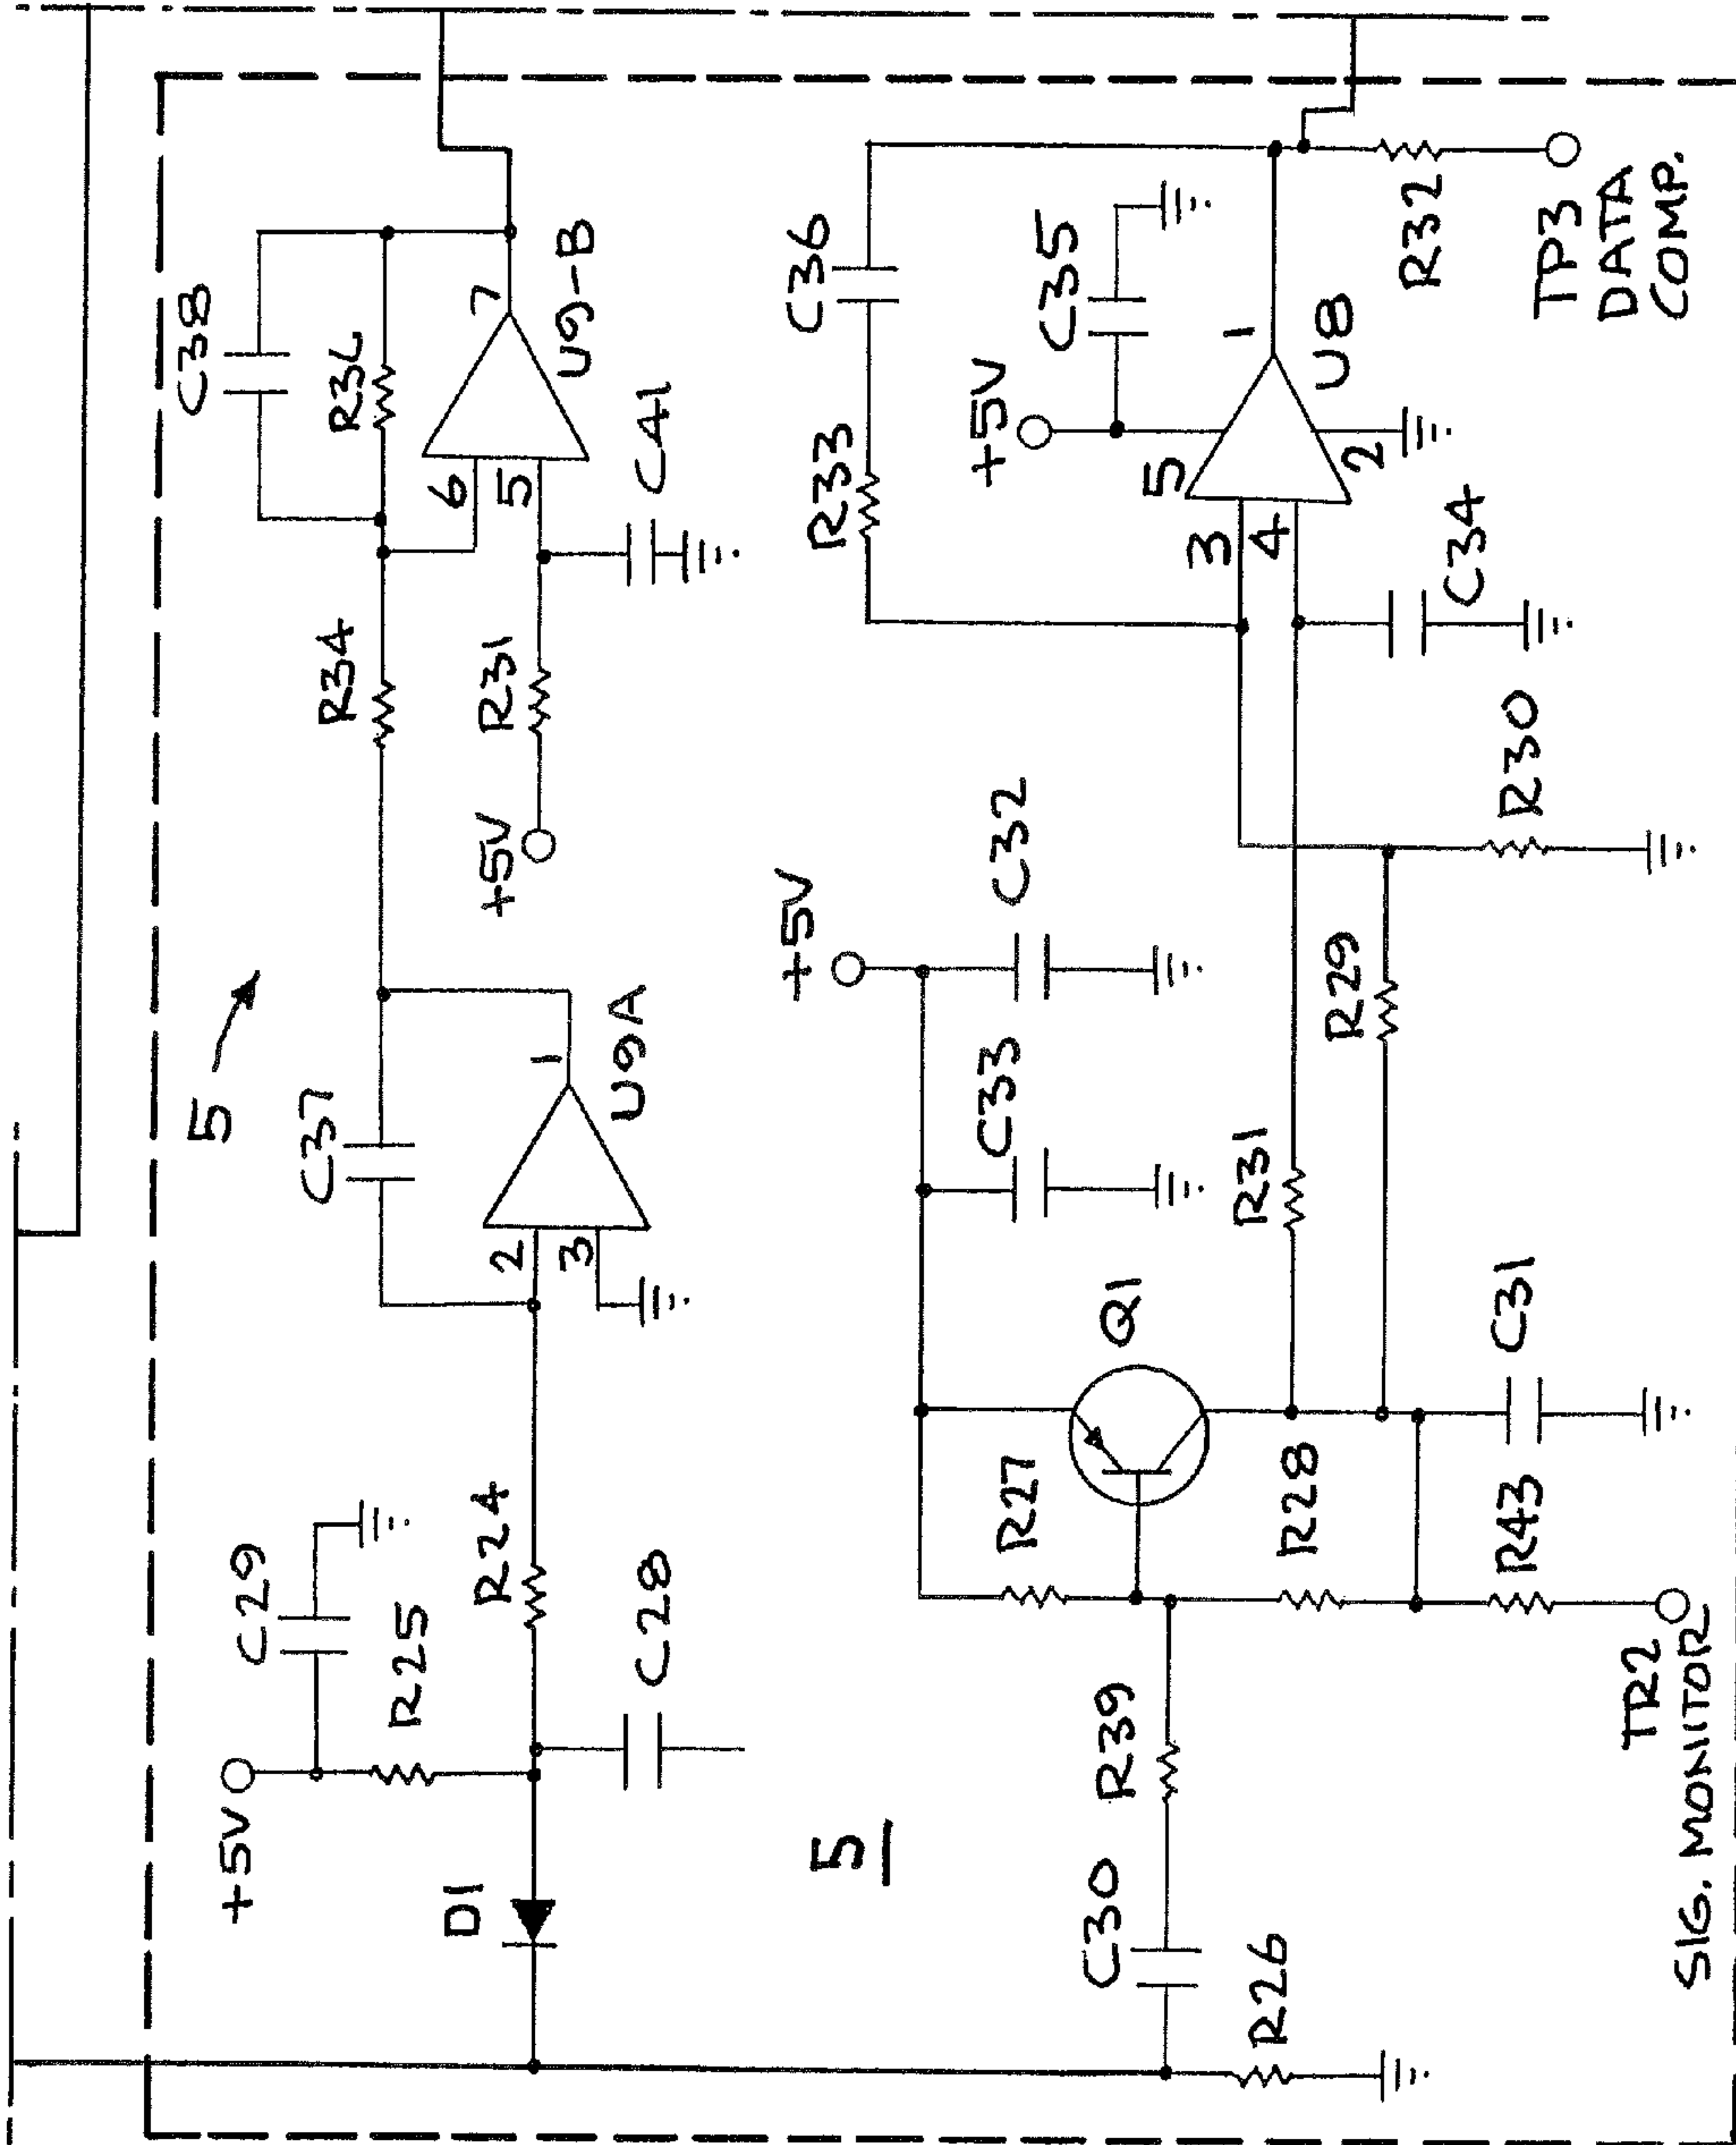 C38
R36
7
U9-B
6
5
C41
R34
R31
+5V
5
C37
1
U9A
2
3
C29
R25
+5V
R24
C28
D1
C36
R33
C35
+5V
5
1
U8
2
3
4
C34
R32
TP3
DATA
COMP.
+5V
C32
C33
R30
R29
R31
Q1
R27
R28
C31
R43
TR2
SIG. MONITOR
R39
C30
R26
5